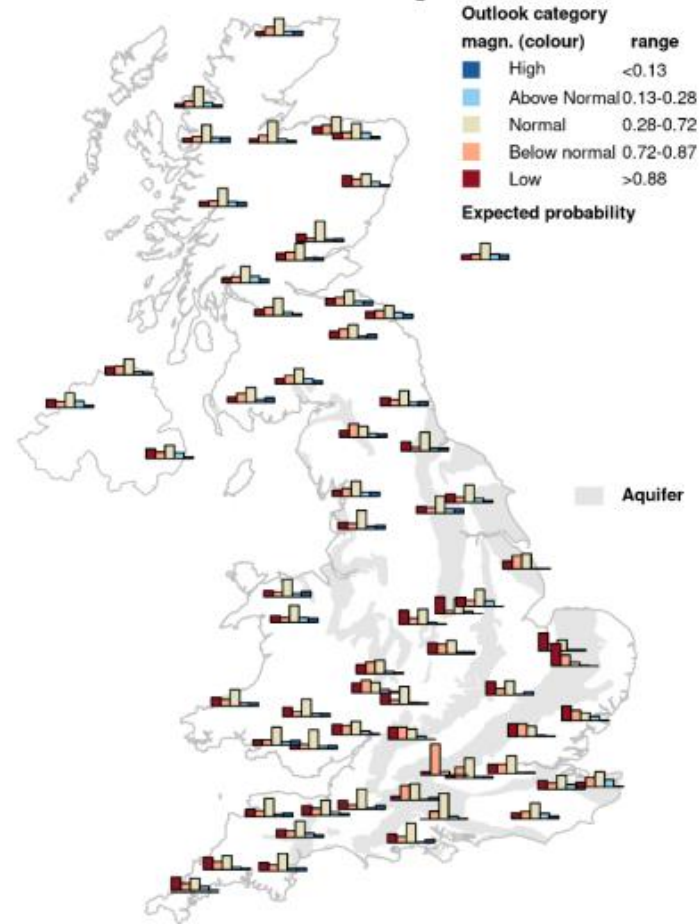 Outlook category
magn. (colour) range
High <0.13
Above Normal 0.13-0.28
Normal 0.28-0.72
Below normal 0.72-0.87
Low >0.88
Expected probability
Aquifer